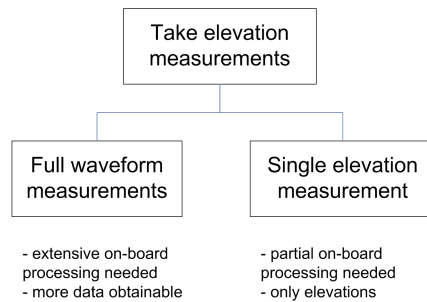 Take elevation
measurements
Full waveform
measurements
Single elevation
measurement
- extensive on-board
processing needed
- more data obtainable
- partial on-board
processing needed
- only elevations